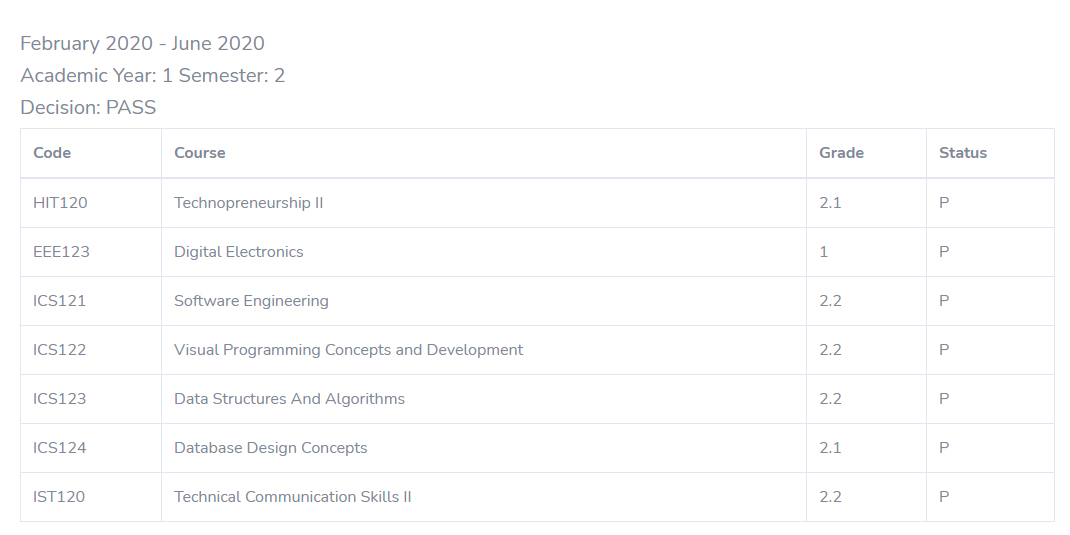 February 2020 - June 2020
Academic Year: 1 Semester: 2
Decision: PASS
Code Course Grade Status
HIT120 Technopreneurship II 2.1 P
EEE123 Digital Electronics 1 P
ICS121 Software Engineering 2.2 P
ICS122 Visual Programming Concepts and Development 2.2 P
ICS123 Data Structures And Algorithms 2.2 P
ICS124 Database Design Concepts 2.1 P
IST120 Technical Communication Skills II 2.2 P